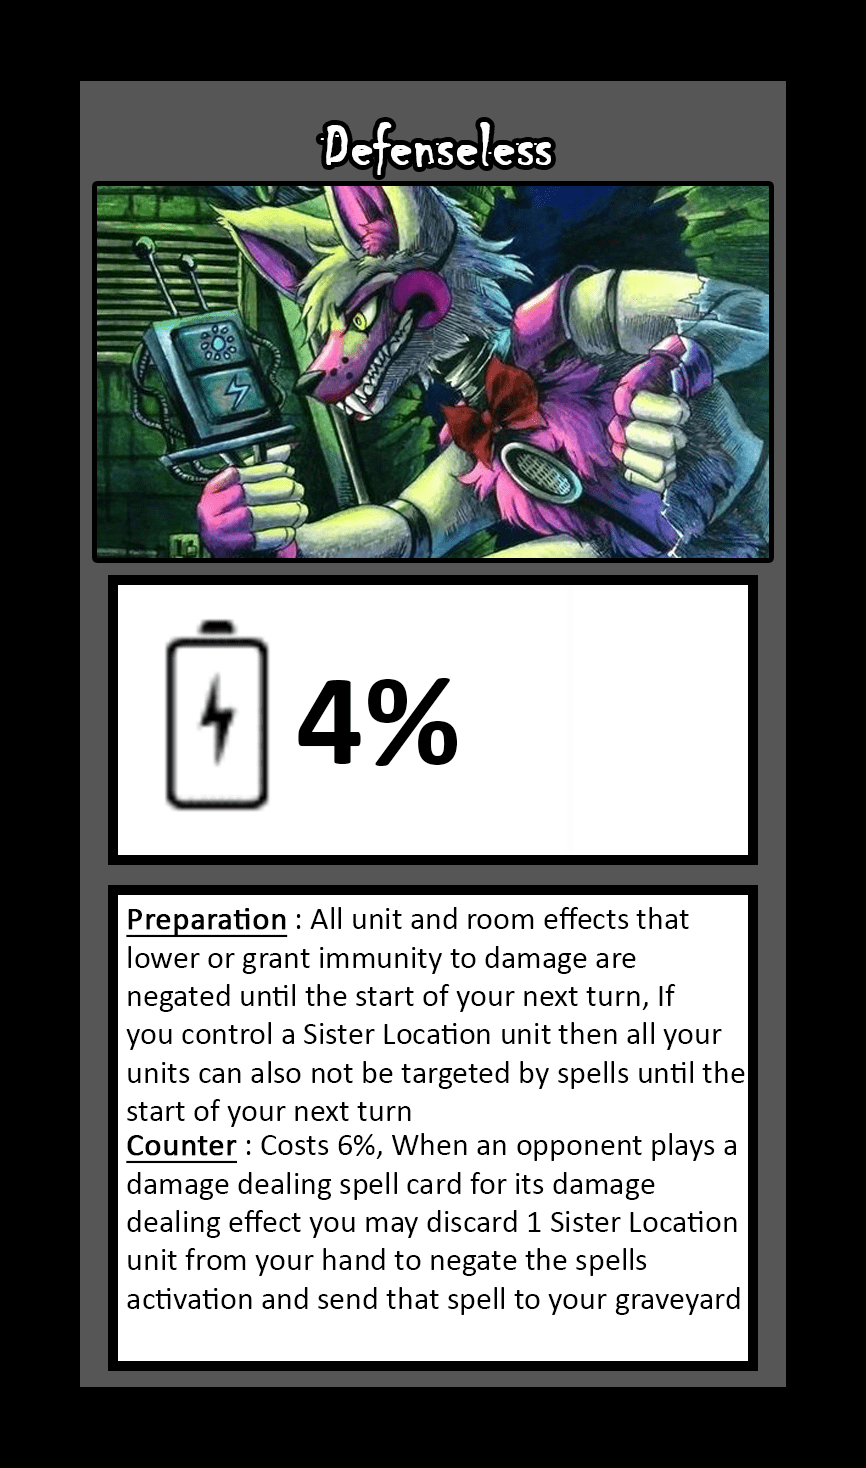 Defenseless
4%
Preparation : All unit and room effects that
lower or grant immunity to damage are
negated until the start of your next turn, If
you control a Sister Location unit then all your
units can also not be targeted by spells until the
start of your next turn
Counter : Costs 6%, When an opponent plays a
damage dealing spell card for its damage
dealing effect you may discard 1 Sister Location
unit from your hand to negate the spells
activation and send that spell to your graveyard